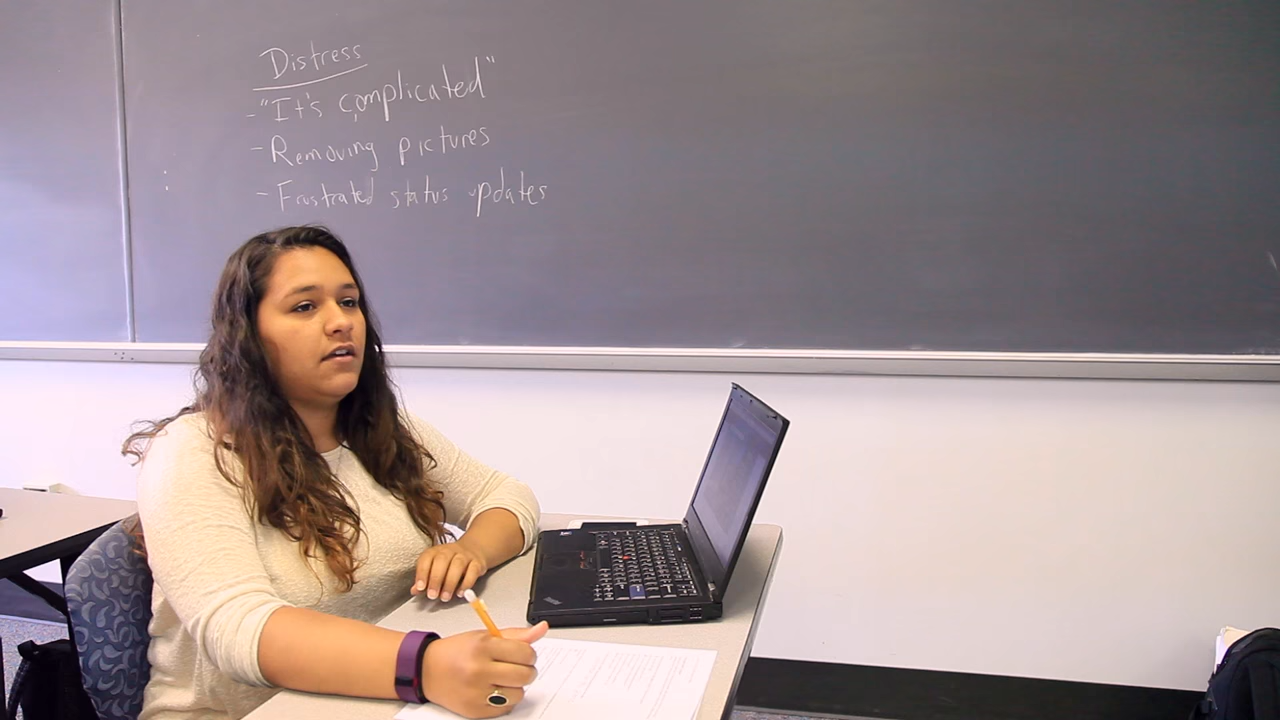 Distress
- "It's complicated"
- Removing pictures
- Frustrated status updates